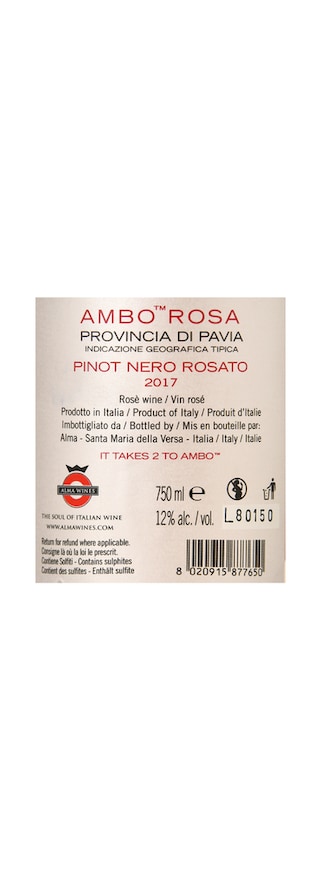 AMBO™ ROSA
PROVINCIA DI PAVIA
INDICAZIONE GEOGRAFICA TIPICA
PINOT NERO ROSATO
2017
Rosè wine / Vin rosé
Prodotto in Italia / Product of Italy / Produit d'Italie
Imbottigliato da / Bottled by / Mis en bouteille par:
Alma - Santa Maria della Versa - Italia / Italy / Italie
IT TAKES 2 TO AMBO™
ALMA WINES
THE SOUL OF ITALIAN WINE
WWW.ALMAWINES.COM
750 ml ℮
12% alc. / vol. L80150
Return for refund where applicable.
Consigne là où la loi le prescrit.
Contiene Solfiti - Contains sulphites
Contient des sulfites - Enthält sulfite
8 020915 877650